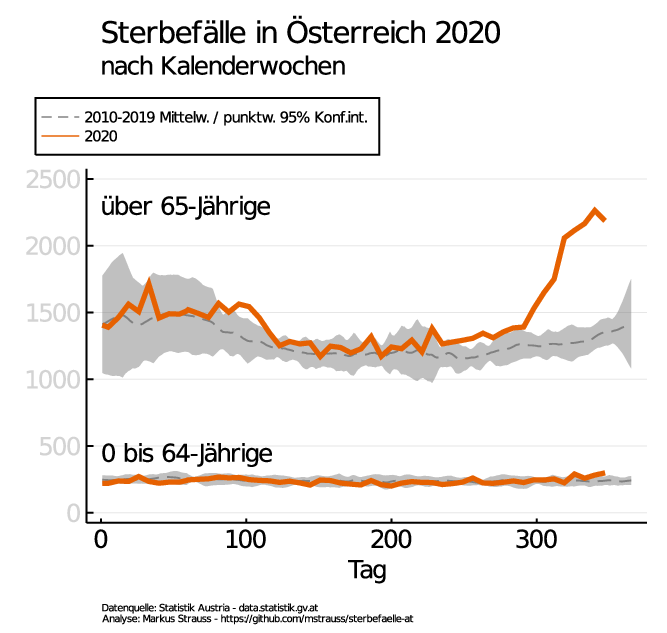 Sterbefälle in Österreich 2020
nach Kalenderwochen
2010-2019 Mittelw. / punktw. 95% Konf.int.
2020
2500
über 65-Jährige
2000
1500
1000
0 bis 64-Jährige
500
0
0 100 200 300
Tag
Datenquelle: Statistik Austria - data.statistik.gv.at
Analyse: Markus Strauss - https://github.com/mstrauss/sterbefaelle-at